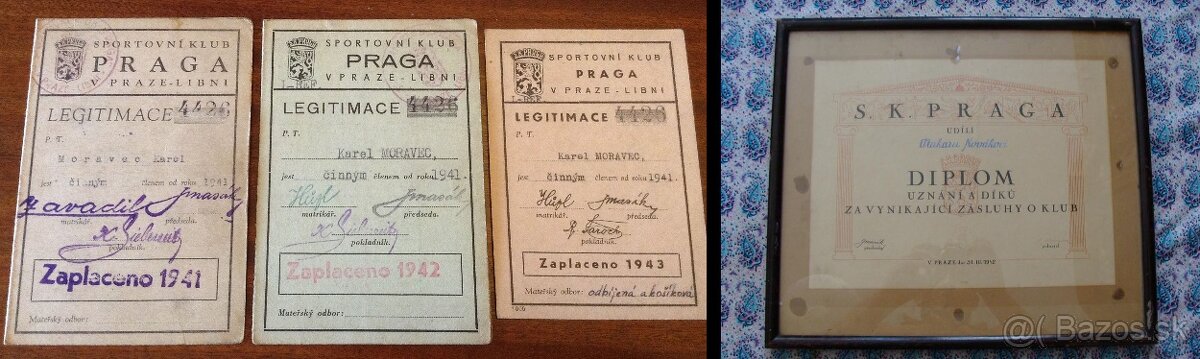 SPORTOVNÍ KLUB
PRAGA
V PRAZE - LIBNI
LEGITIMACE 4426
P. T.
Moravec Karel
jest činným členem od roku 1941.
Zavadil
matrikář. předseda.
pokladník.
Zaplaceno 1941
Mateřský odbor:
SPORTOVNÍ KLUB
PRAGA
V PRAZE - LIBNI
LEGITIMACE 4426
P. T.
Karel MORAVEC,
jest činným členem od roku 1941.
matrikář. předseda.
pokladník.
Zaplaceno 1942
Mateřský odbor:
SPORTOVNÍ KLUB
PRAGA
V PRAZE - LIBNI
LEGITIMACE 4426
P. T.
Karel MORAVEC,
jest činným členem od roku 1941.
matrikář. předseda.
pokladník.
Zaplaceno 1943
Mateřský odbor: odbíjená a košíková
S. K. PRAGA
UDÍLÍ
DIPLOM
UZNÁNÍ A DÍKŮ
ZA VYNIKAJÍCÍ ZÁSLUHY O KLUB
V PRAZE,
Bazos.sk